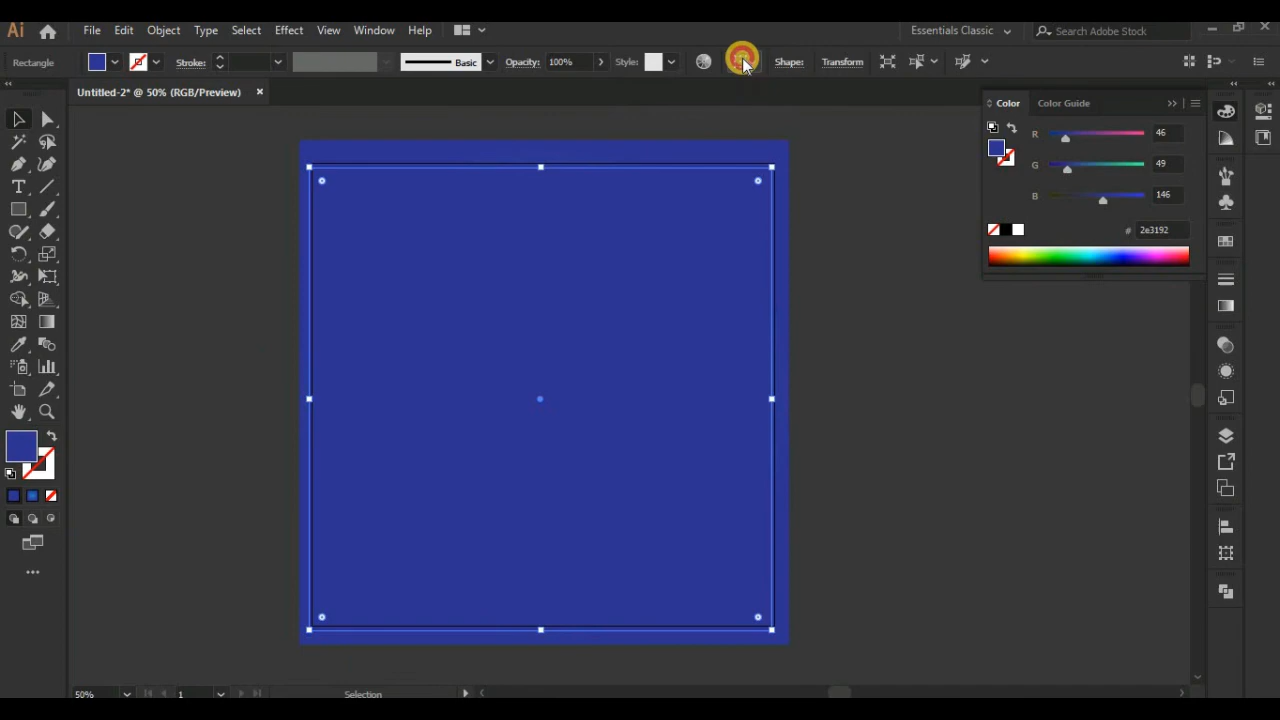 Ai File Edit Object Type Select Effect View Window Help Essentials Classic Search Adobe Stock
Rectangle Stroke: Basic Opacity: 100% Style: Shape: Transform
Untitled-2* @ 50% (RGB/Preview) ×
Color Color Guide
R 46
G 49
B 146
# 2e3192
T
50% 1 Selection